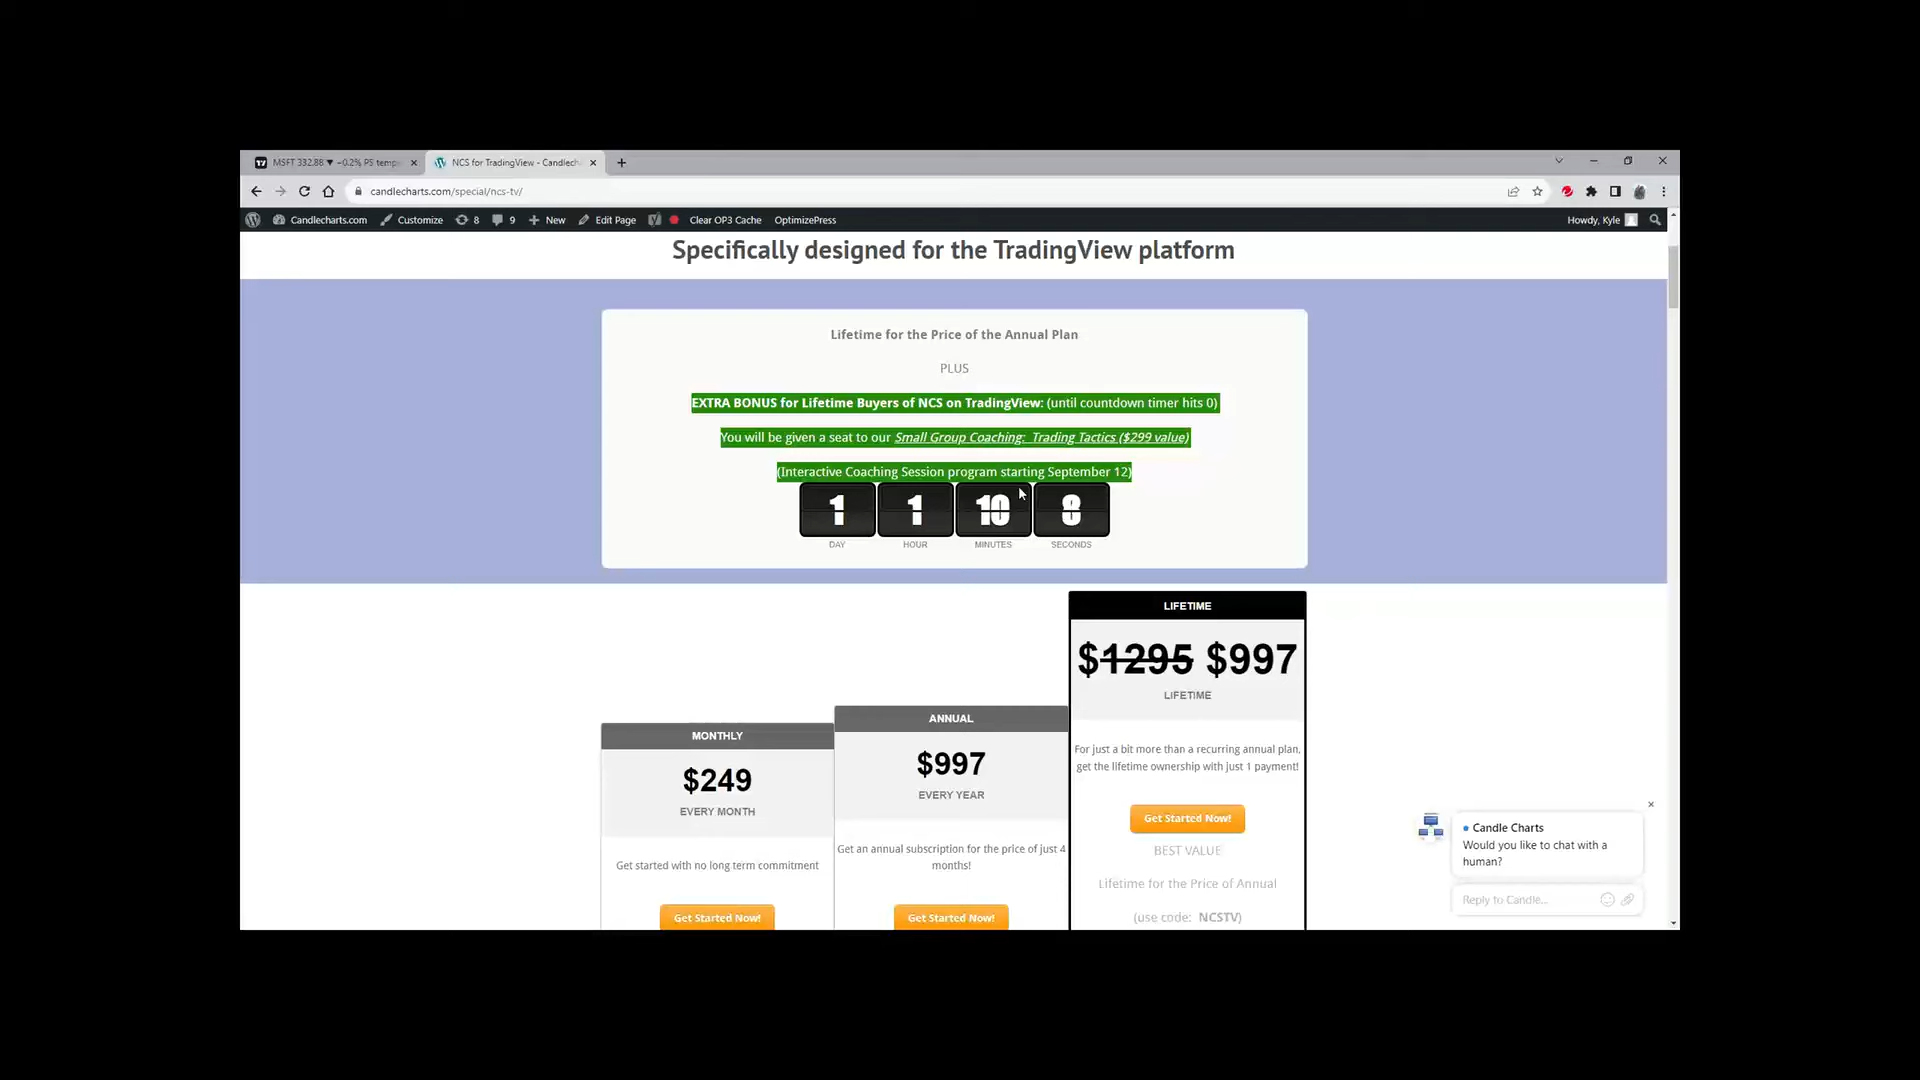 MSFT 332.88 ▼ −0.2% PS temp
NCS for TradingView - Candlech
candlecharts.com/special/ncs-tv/
Candlecharts.com Customize 8 9 New Edit Page Clear OP3 Cache OptimizePress Howdy, Kyle
Specifically designed for the TradingView platform
Lifetime for the Price of the Annual Plan
PLUS
EXTRA BONUS for Lifetime Buyers of NCS on TradingView: (until countdown timer hits 0)
You will be given a seat to our Small Group Coaching: Trading Tactics ($299 value)
(Interactive Coaching Session program starting September 12)
1 1 10 8
DAY HOUR MINUTES SECONDS
LIFETIME
$1295 $997
LIFETIME
For just a bit more than a recurring annual plan,
get the lifetime ownership with just 1 payment!
Get Started Now!
BEST VALUE
Lifetime for the Price of Annual
(use code: NCSTV)
ANNUAL
$997
EVERY YEAR
Get an annual subscription for the price of just 4
months!
Get Started Now!
MONTHLY
$249
EVERY MONTH
Get started with no long term commitment
Get Started Now!
Candle Charts
Would you like to chat with a
human?
Reply to Candle...